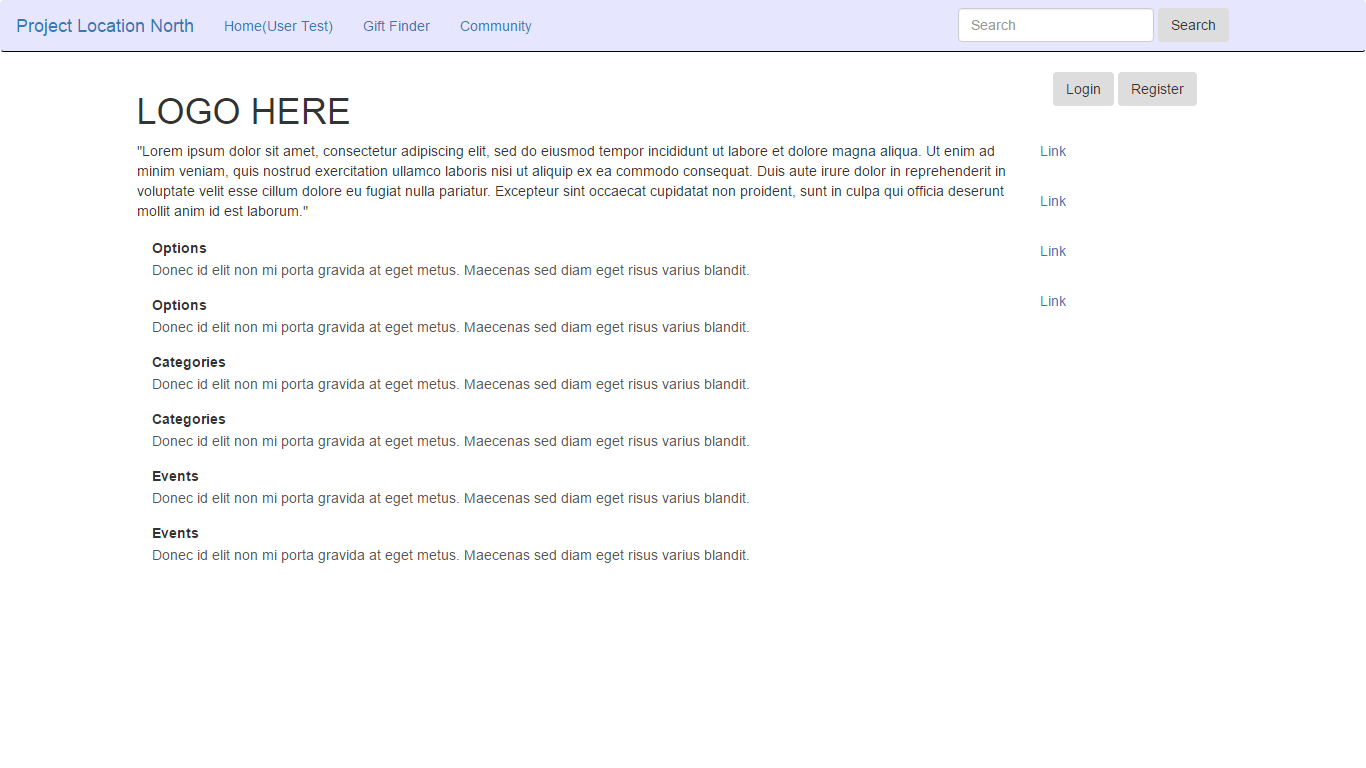 Project Location North Home(User Test) Gift Finder Community Search Search
Login Register
LOGO HERE
"Lorem ipsum dolor sit amet, consectetur adipiscing elit, sed do eiusmod tempor incididunt ut labore et dolore magna aliqua. Ut enim ad
minim veniam, quis nostrud exercitation ullamco laboris nisi ut aliquip ex ea commodo consequat. Duis aute irure dolor in reprehenderit in
voluptate velit esse cillum dolore eu fugiat nulla pariatur. Excepteur sint occaecat cupidatat non proident, sunt in culpa qui officia deserunt
mollit anim id est laborum."
Options
Donec id elit non mi porta gravida at eget metus. Maecenas sed diam eget risus varius blandit.
Options
Donec id elit non mi porta gravida at eget metus. Maecenas sed diam eget risus varius blandit.
Categories
Donec id elit non mi porta gravida at eget metus. Maecenas sed diam eget risus varius blandit.
Categories
Donec id elit non mi porta gravida at eget metus. Maecenas sed diam eget risus varius blandit.
Events
Donec id elit non mi porta gravida at eget metus. Maecenas sed diam eget risus varius blandit.
Events
Donec id elit non mi porta gravida at eget metus. Maecenas sed diam eget risus varius blandit.
Link
Link
Link
Link